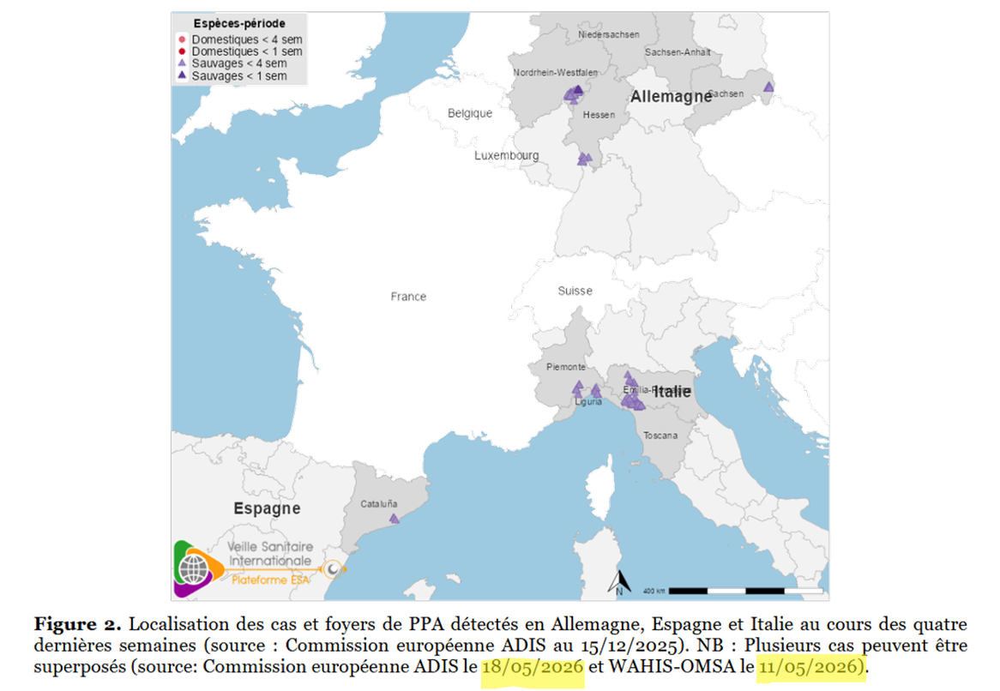 Espèces-période
Domestiques < 4 sem
Domestiques < 1 sem
Sauvages < 4 sem
Sauvages < 1 sem
Niedersachsen
Sachsen-Anhalt
Nordrhein-Westfalen
Allemagne
Sachsen
Belgique
Hessen
Luxembourg
Suisse
France
Piemonte
Emilia-Romagna
Italie
Liguria
Toscana
Cataluña
Espagne
Veille Sanitaire
Internationale
Plateforme ESA
N
400 km
Figure 2. Localisation des cas et foyers de PPA détectés en Allemagne, Espagne et Italie au cours des quatre
dernières semaines (source : Commission européenne ADIS au 15/12/2025). NB : Plusieurs cas peuvent être
superposés (source: Commission européenne ADIS le 18/05/2026 et WAHIS-OMSA le 11/05/2026).